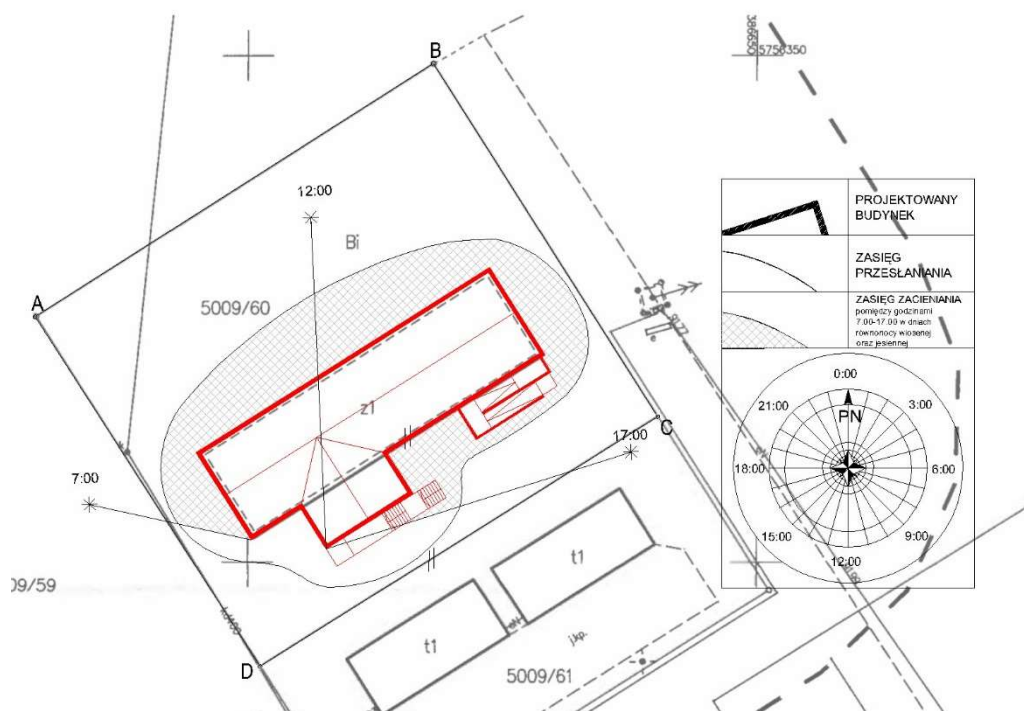 B
386650
5756350
12:00
Bi
A
5009/60
z1
7:00
17:00
C
09/59
D
t1
t1
j.kp.
5009/61
PROJEKTOWANY
BUDYNEK
ZASIĘG
PRZESŁANIANIA
ZASIĘG ZACIENIANIA
pomiędzy godzinami
7.00-17.00 w dniach
równonocy wiosennej
oraz jesiennej
0:00
21:00
3:00
PN
18:00
6:00
15:00
9:00
12:00